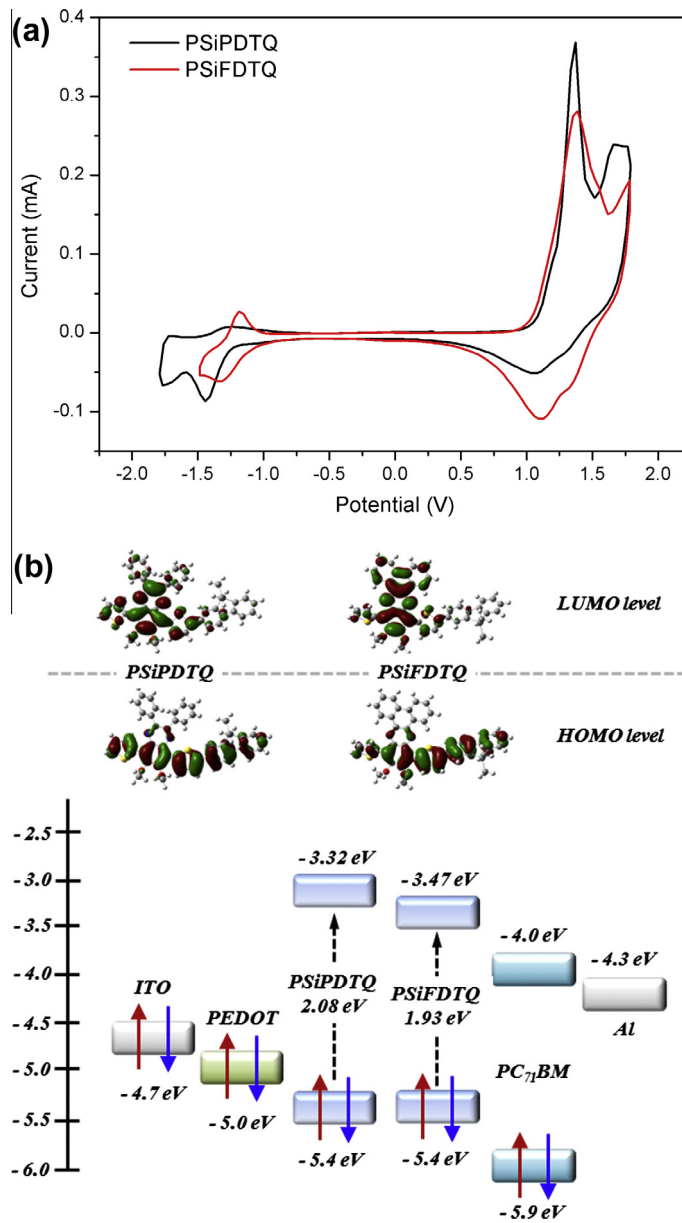 (a)
PSiPDTQ
PSiFDTQ
Current (mA)
0.4
0.3
0.2
0.1
0.0
-0.1
-2.0 -1.5 -1.0 -0.5 0.0 0.5 1.0 1.5 2.0
Potential (V)
(b)
LUMO level
PSiPDTQ PSiFDTQ
HOMO level
- 2.5
- 3.0
- 3.5
- 4.0
- 4.5
- 5.0
- 5.5
- 6.0
- 3.32 eV
- 3.47 eV
- 4.0 eV
- 4.3 eV
ITO
PEDOT
PSiPDTQ
2.08 eV
PSiFDTQ
1.93 eV
Al
PC₇₁BM
- 4.7 eV
- 5.0 eV
- 5.4 eV
- 5.4 eV
- 5.9 eV